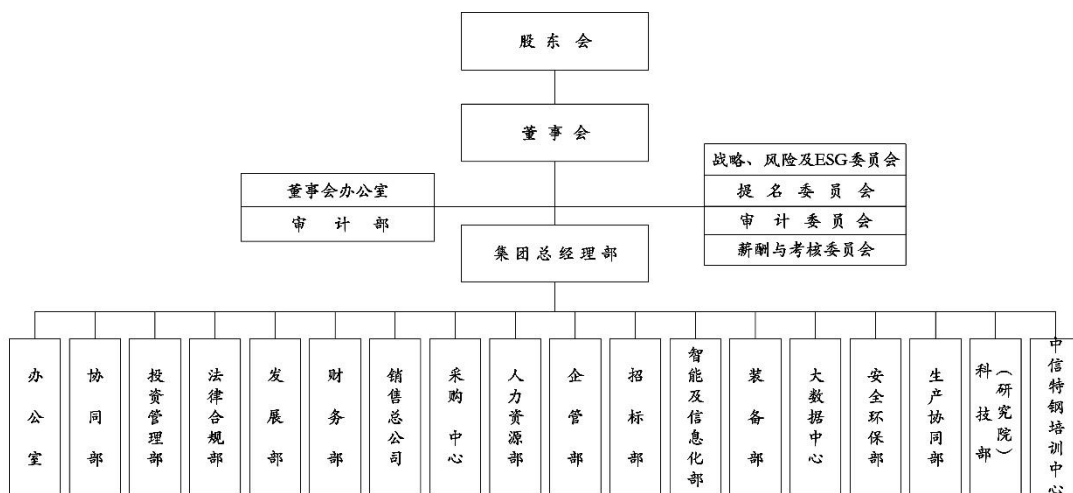 股东会
董事会
战略、风险及ESG委员会
董事会办公室
提名委员会
审计部
审计委员会
集团总经理部
薪酬与考核委员会
办公室
协同部
投资管理部
法律合规部
发展部
财务部
销售总公司
采购中心
人力资源部
企管部
招标部
智能及信息化部
装备部
大数据中心
安全环保部
生产协同部
科技部
（研究院）
中信特钢培训中心